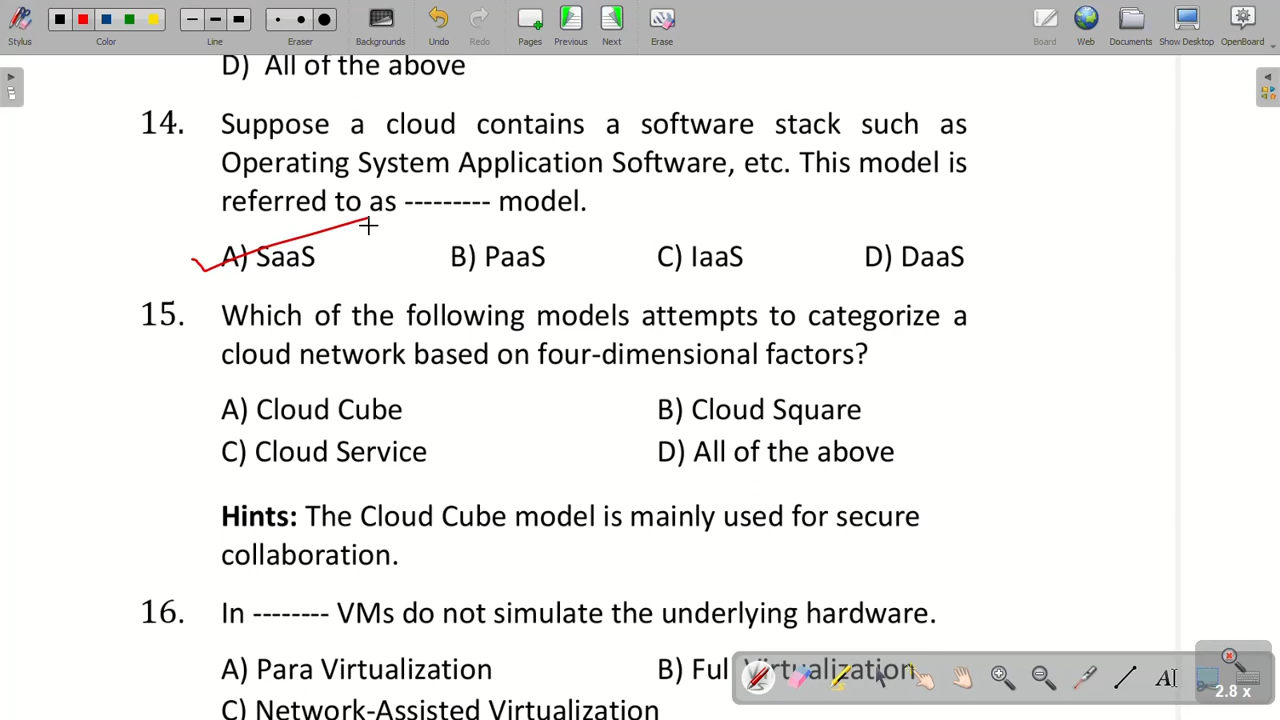 Stylus Color Line Eraser Backgrounds Undo Redo Pages Previous Next Erase Board Web Documents Show Desktop OpenBoard
D) All of the above
14. Suppose a cloud contains a software stack such as
Operating System Application Software, etc. This model is
referred to as --------- model.
A) SaaS B) PaaS C) IaaS D) DaaS
15. Which of the following models attempts to categorize a
cloud network based on four-dimensional factors?
A) Cloud Cube B) Cloud Square
C) Cloud Service D) All of the above
Hints: The Cloud Cube model is mainly used for secure
collaboration.
16. In -------- VMs do not simulate the underlying hardware.
A) Para Virtualization B) Full Virtualization
C) Network-Assisted Virtualization
AI
2.8 x